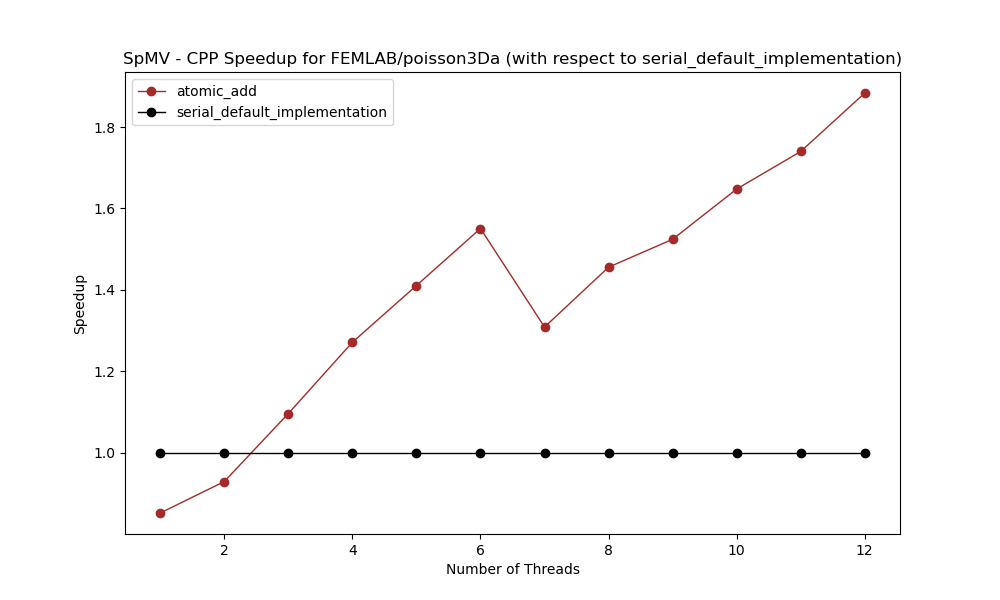 SpMV - CPP Speedup for FEMLAB/poisson3Da (with respect to serial_default_implementation)
atomic_add
serial_default_implementation
1.8
1.6
1.4
1.2
1.0
Speedup
2 4 6 8 10 12
Number of Threads